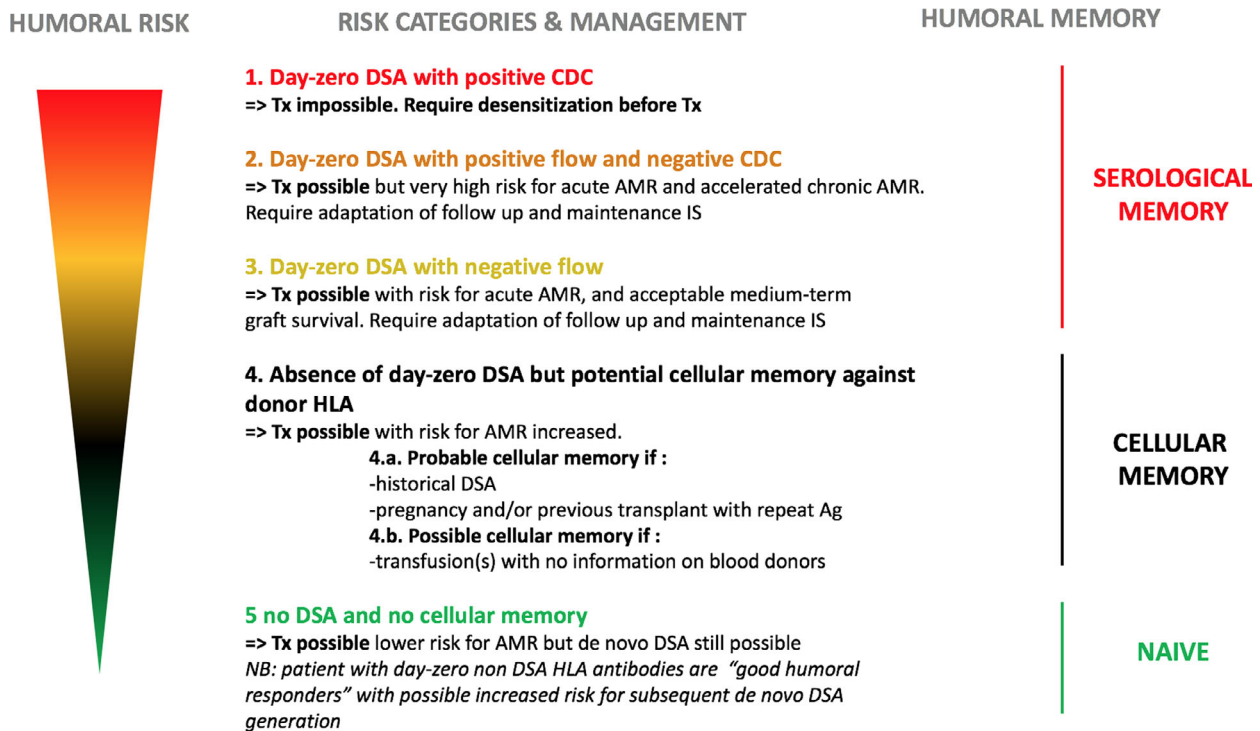 HUMORAL RISK
RISK CATEGORIES & MANAGEMENT
HUMORAL MEMORY
1. Day-zero DSA with positive CDC
=> Tx impossible. Require desensitization before Tx
2. Day-zero DSA with positive flow and negative CDC
=> Tx possible but very high risk for acute AMR and accelerated chronic AMR.
Require adaptation of follow up and maintenance IS
3. Day-zero DSA with negative flow
=> Tx possible with risk for acute AMR, and acceptable medium-term
graft survival. Require adaptation of follow up and maintenance IS
SEROLOGICAL
MEMORY
4. Absence of day-zero DSA but potential cellular memory against
donor HLA
=> Tx possible with risk for AMR increased.
4.a. Probable cellular memory if :
-historical DSA
-pregnancy and/or previous transplant with repeat Ag
4.b. Possible cellular memory if :
-transfusion(s) with no information on blood donors
CELLULAR
MEMORY
5 no DSA and no cellular memory
=> Tx possible lower risk for AMR but de novo DSA still possible
NB: patient with day-zero non DSA HLA antibodies are “good humoral
responders” with possible increased risk for subsequent de novo DSA
generation
NAIVE